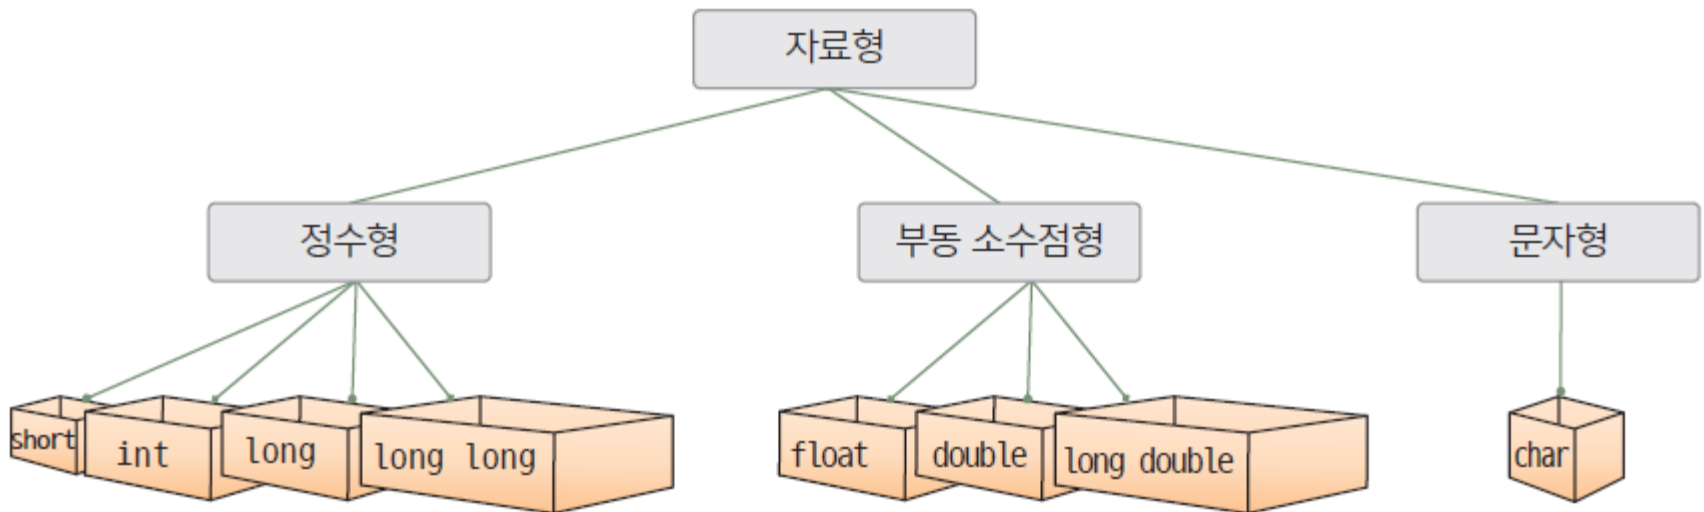 자료형
정수형
부동 소수점형
문자형
short
int
long
long long
float
double
long double
char